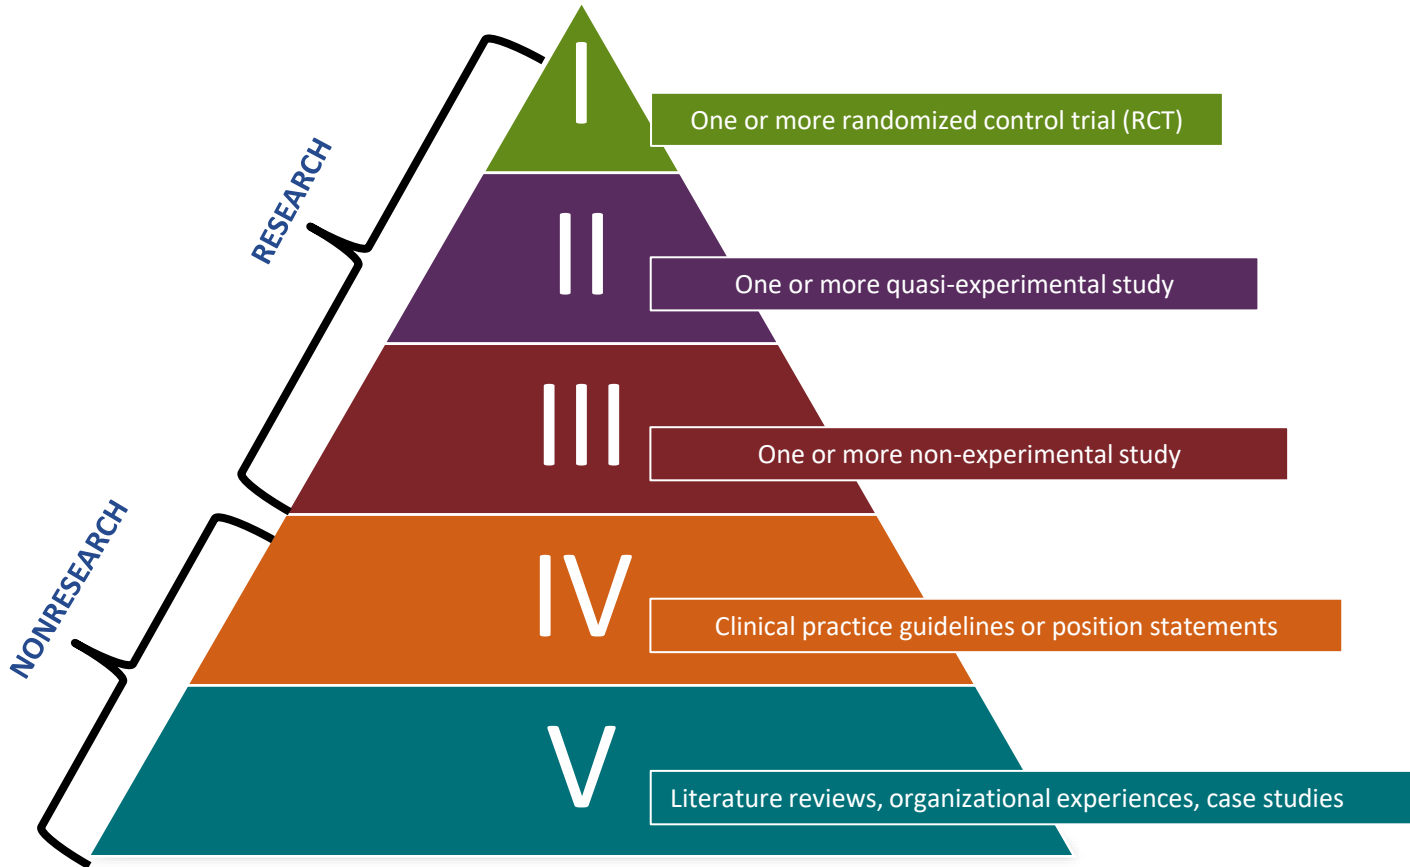 I
One or more randomized control trial (RCT)
RESEARCH
II
One or more quasi-experimental study
III
One or more non-experimental study
NONRESEARCH
IV
Clinical practice guidelines or position statements
V
Literature reviews, organizational experiences, case studies